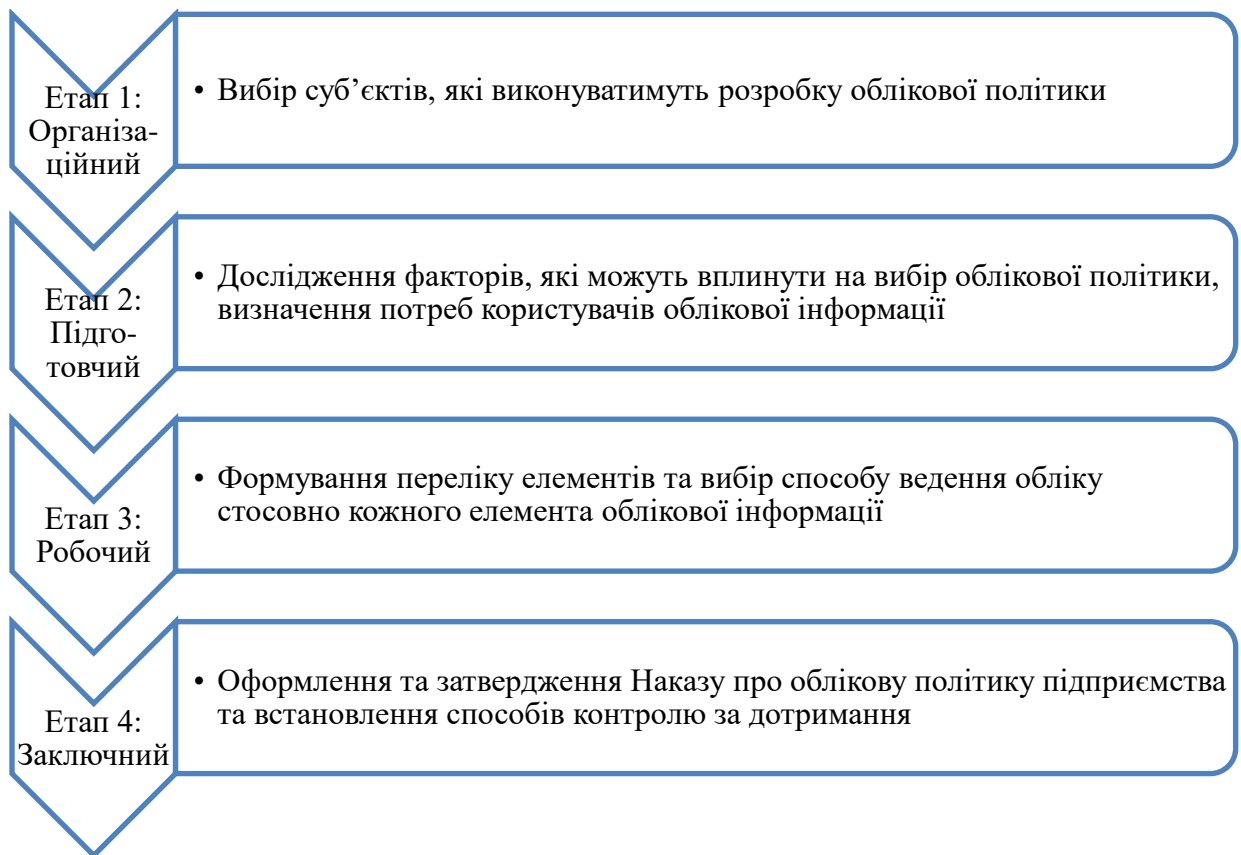 Етап 1:
Організа-
ційний
• Вибір суб’єктів, які виконуватимуть розробку облікової політики
Етап 2:
Підго-
товчий
• Дослідження факторів, які можуть вплинути на вибір облікової політики,
визначення потреб користувачів облікової інформації
Етап 3:
Робочий
• Формування переліку елементів та вибір способу ведення обліку
стосовно кожного елемента облікової інформації
Етап 4:
Заключний
• Оформлення та затвердження Наказу про облікову політику підприємства
та встановлення способів контролю за дотримання